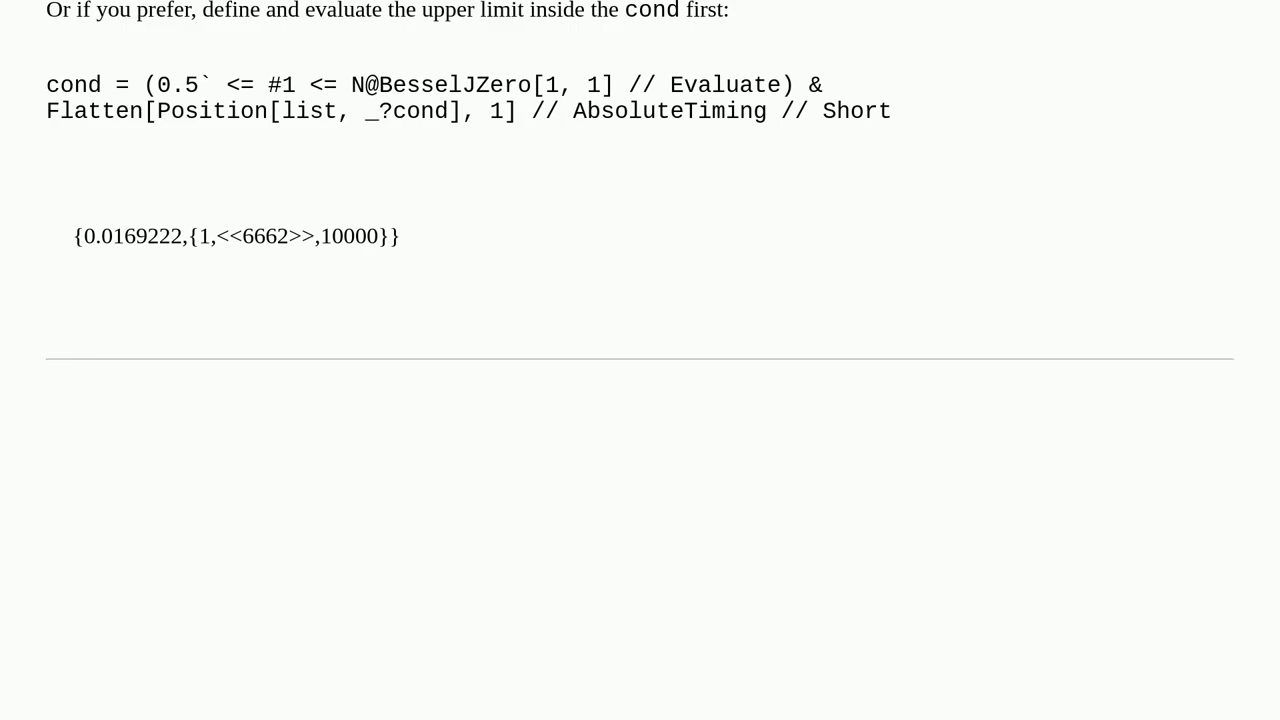 Or if you prefer, define and evaluate the upper limit inside the cond first:
cond = (0.5` <= #1 <= N@BesselJZero[1, 1] // Evaluate) &
Flatten[Position[list, _?cond], 1] // AbsoluteTiming // Short
{0.0169222,{1,<<6662>>,10000}}